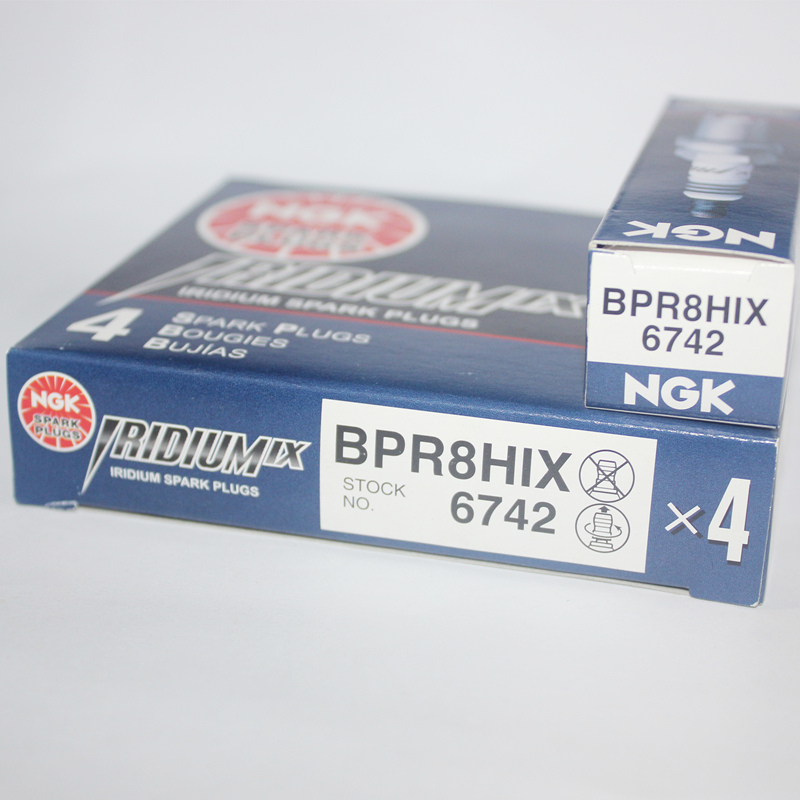 NGK
IRIDIUM IX
IRIDIUM SPARK PLUGS
4 SPARK PLUGS
BOUGIES
BUJIAS
NGK
BPR8HIX
6742
NGK
NGK
SPARK
PLUGS
IRIDIUM IX
IRIDIUM SPARK PLUGS
BPR8HIX
STOCK
NO. 6742
×4